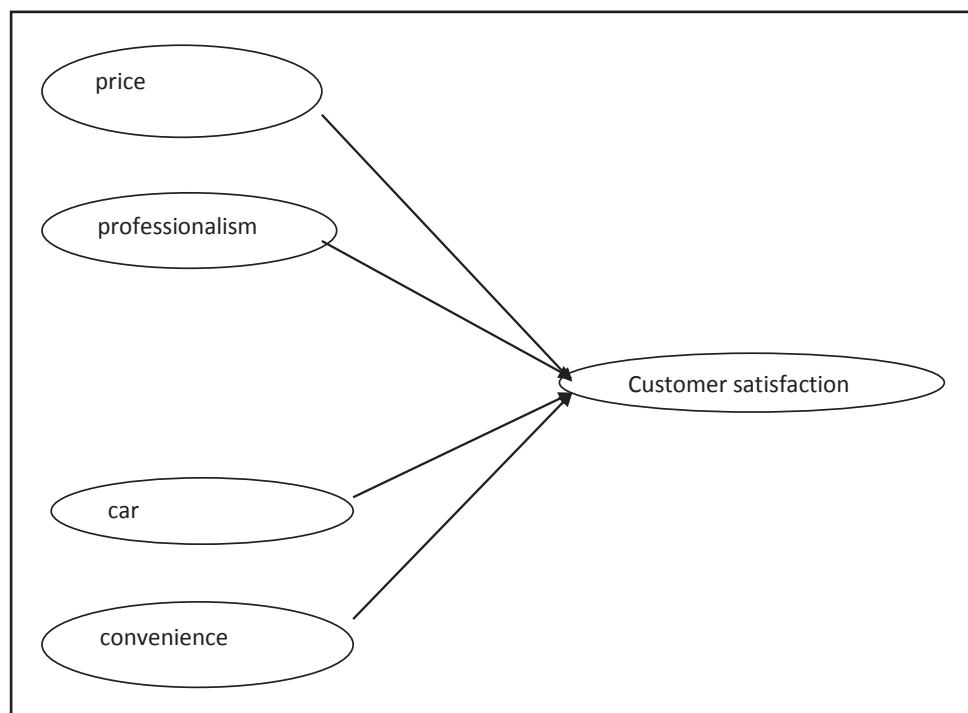 price
professionalism
Customer satisfaction
car
convenience